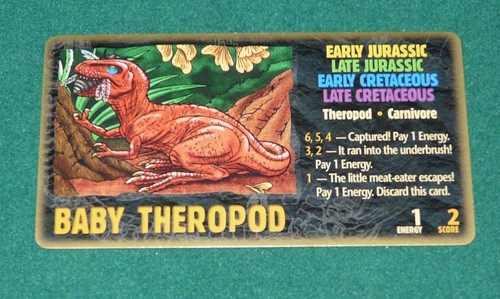 EARLY JURASSIC
LATE JURASSIC
EARLY CRETACEOUS
LATE CRETACEOUS
Theropod • Carnivore
6, 5, 4 — Captured! Pay 1 Energy.
3, 2 — It ran into the underbrush!
Pay 1 Energy.
1 — The little meat-eater escapes!
Pay 1 Energy. Discard this card.
BABY THEROPOD
1 2
ENERGY SCORE